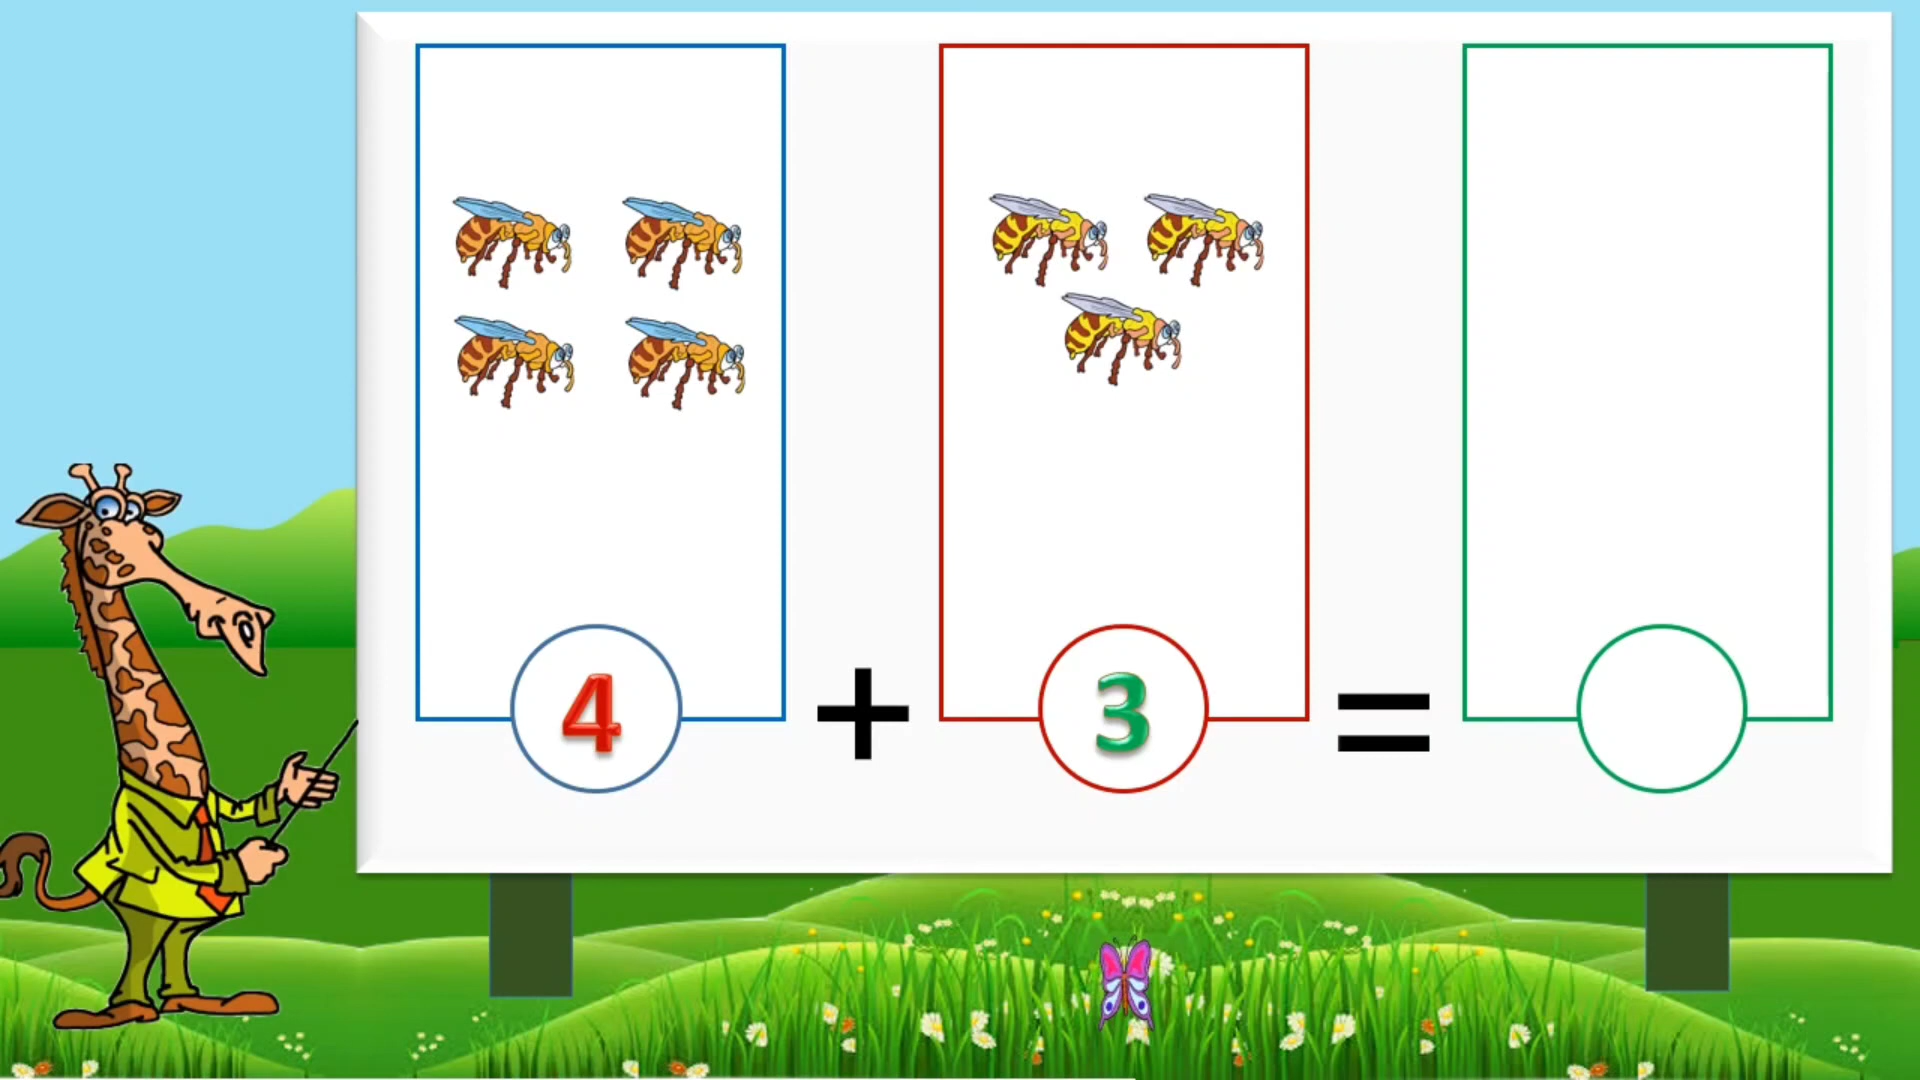 4 + 3 =